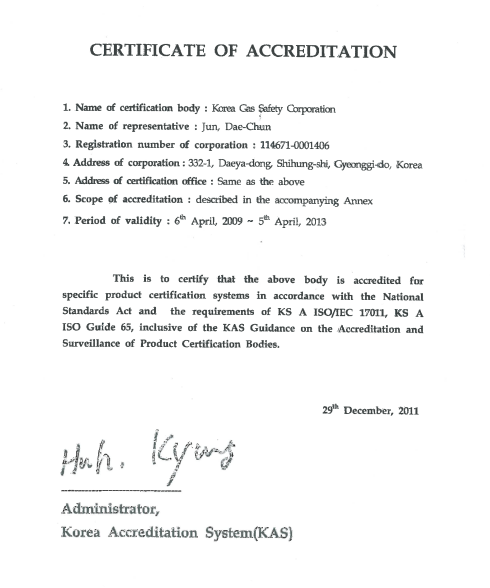 CERTIFICATE OF ACCREDITATION
1. Name of certification body : Korea Gas Safety Corporation
2. Name of representative : Jun, Dae-Chun
3. Registration number of corporation : 114671-0001406
4. Address of corporation : 332-1, Daeya-dong, Shihung-shi, Gyeonggi-do, Korea
5. Address of certification office : Same as the above
6. Scope of accreditation : described in the accompanying Annex
7. Period of validity : 6th April, 2009 ~ 5th April, 2013
This is to certify that the above body is accredited for
specific product certification systems in accordance with the National
Standards Act and the requirements of KS A ISO/IEC 17011, KS A
ISO Guide 65, inclusive of the KAS Guidance on the Accreditation and
Surveillance of Product Certification Bodies.
29th December, 2011
Huh. Kyung
Administrator,
Korea Accreditation System(KAS)